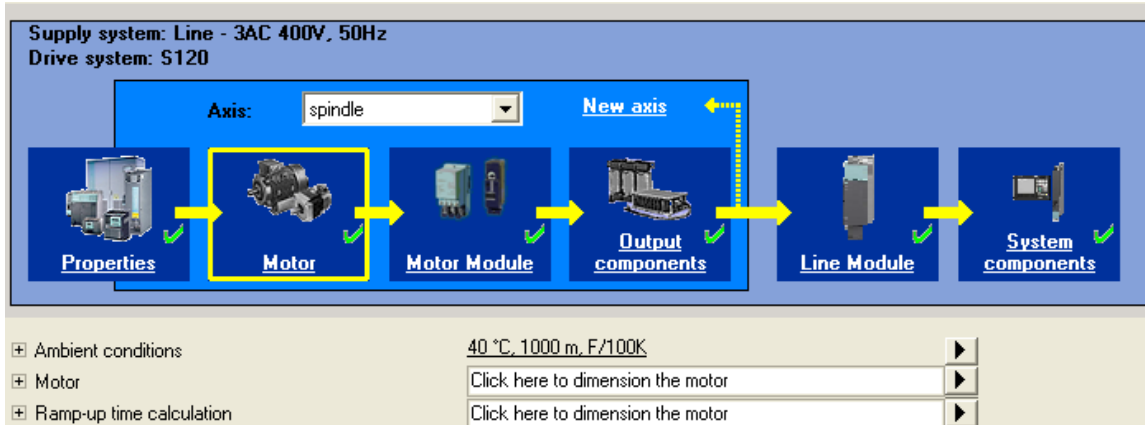 Supply system: Line - 3AC 400V, 50Hz
Drive system: S120
Axis: spindle New axis
Properties
Motor
Motor Module
Output
components
Line Module
System
components
Ambient conditions 40 °C, 1000 m, F/100K
Motor Click here to dimension the motor
Ramp-up time calculation Click here to dimension the motor